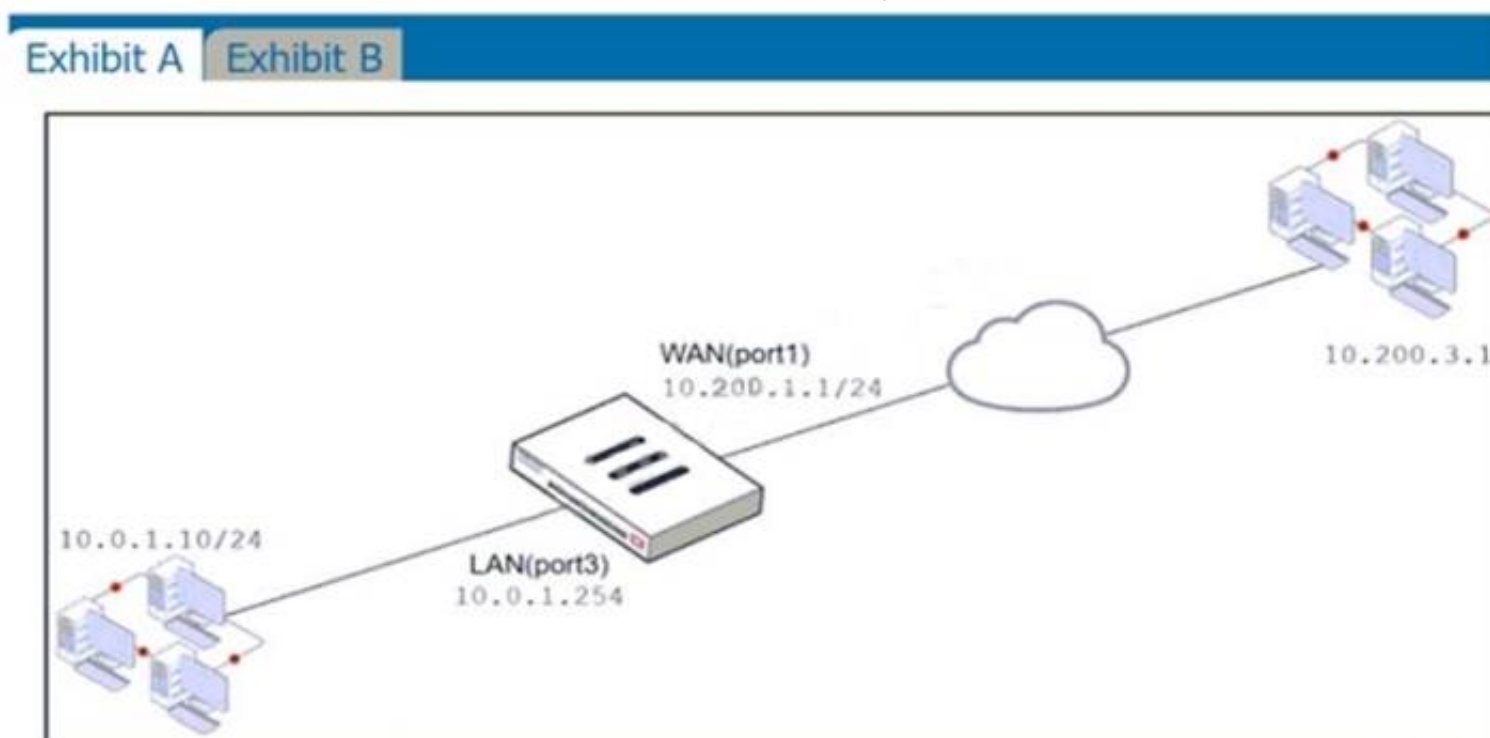 Exhibit A Exhibit B
WAN(port1)
10.200.1.1/24
10.200.3.1
10.0.1.10/24
LAN(port3)
10.0.1.254